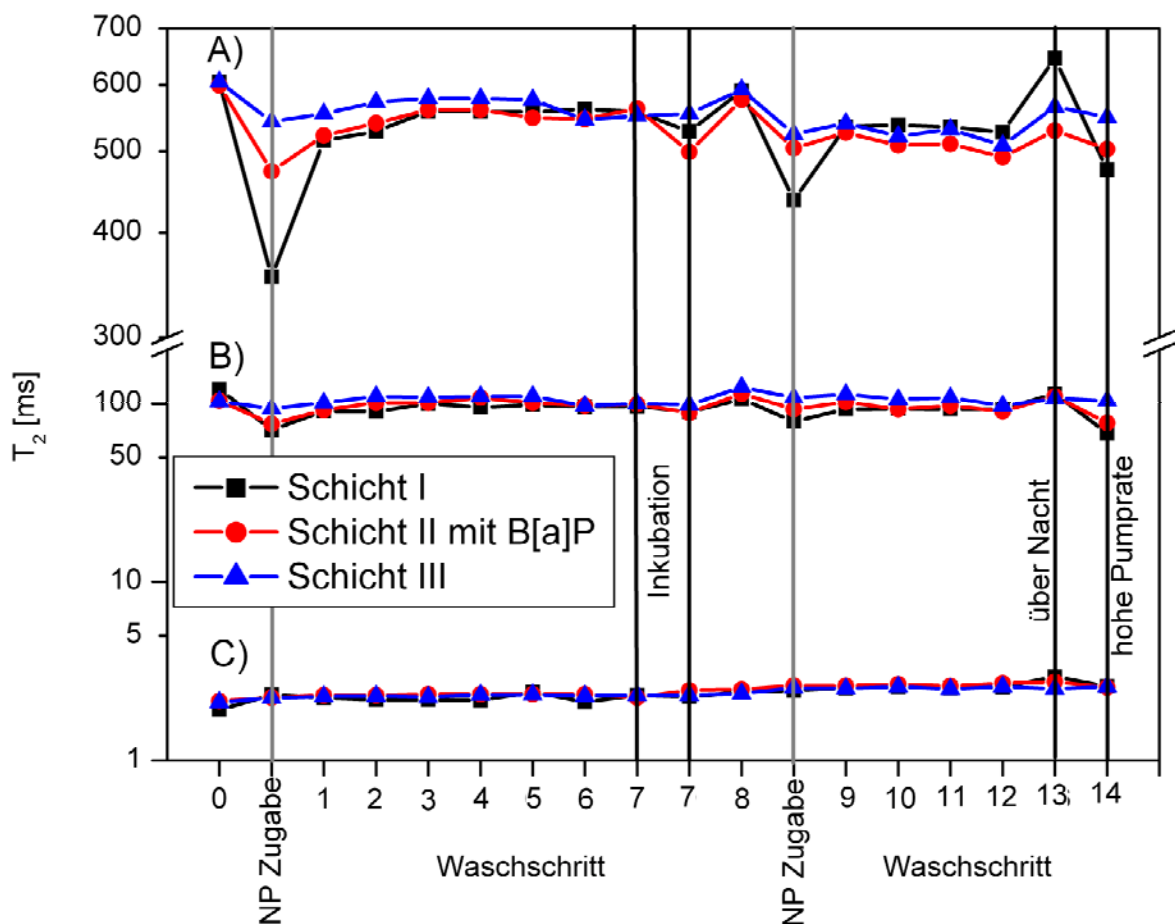 700
A)
600
500
400
300
B)
T2 [ms]
100
50
Schicht I
Schicht II mit B[a]P
Schicht III
Inkubation
über Nacht
hohe Pumprate
10
5
C)
1
0
NP Zugabe
1
2
3
4
5
6
7
7
8
NP Zugabe
9
10
11
12
13
14
Waschschritt
Waschschritt